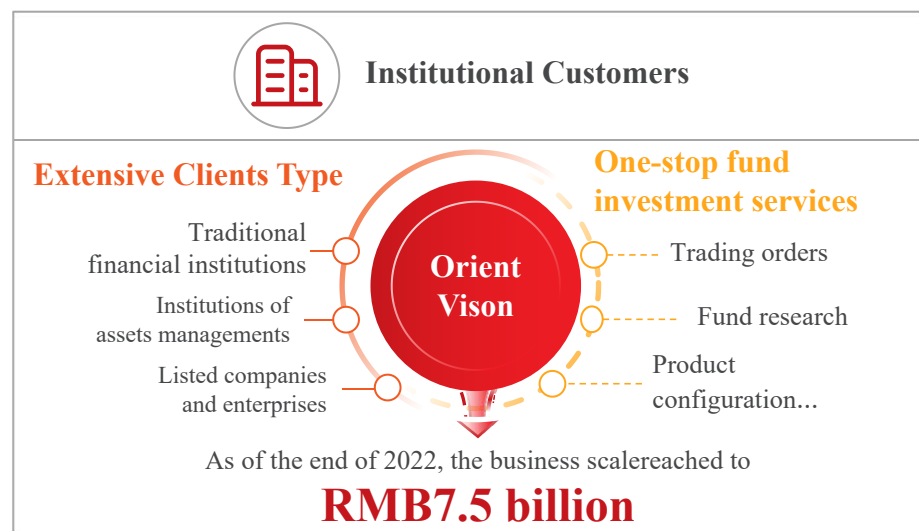 Institutional Customers
Extensive Clients Type
Traditional
financial institutions
Institutions of
assets managements
Listed companies
and enterprises
Orient
Vison
One-stop fund
investment services
Trading orders
Fund research
Product
configuration...
As of the end of 2022, the business scalereached to
RMB7.5 billion